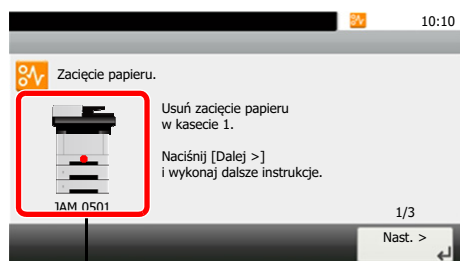 10:10
Zacięcie papieru.
Usuń zacięcie papieru
w kasecie 1.
Naciśnij [Dalej >]
i wykonaj dalsze instrukcje.
JAM 0501
1/3
Nast. >